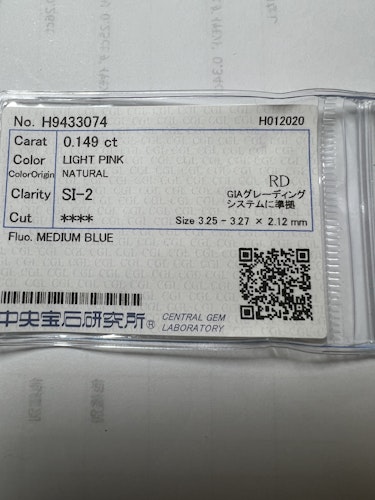 No. H9433074 H012020
Carat 0.149 ct
Color LIGHT PINK
ColorOrigin NATURAL
RD
Clarity SI-2 GIAグレーディング
システムに準拠
Cut **** Size 3.25 - 3.27 × 2.12 mm
Fluo. MEDIUM BLUE
中央宝石研究所® CENTRAL GEM
LABORATORY